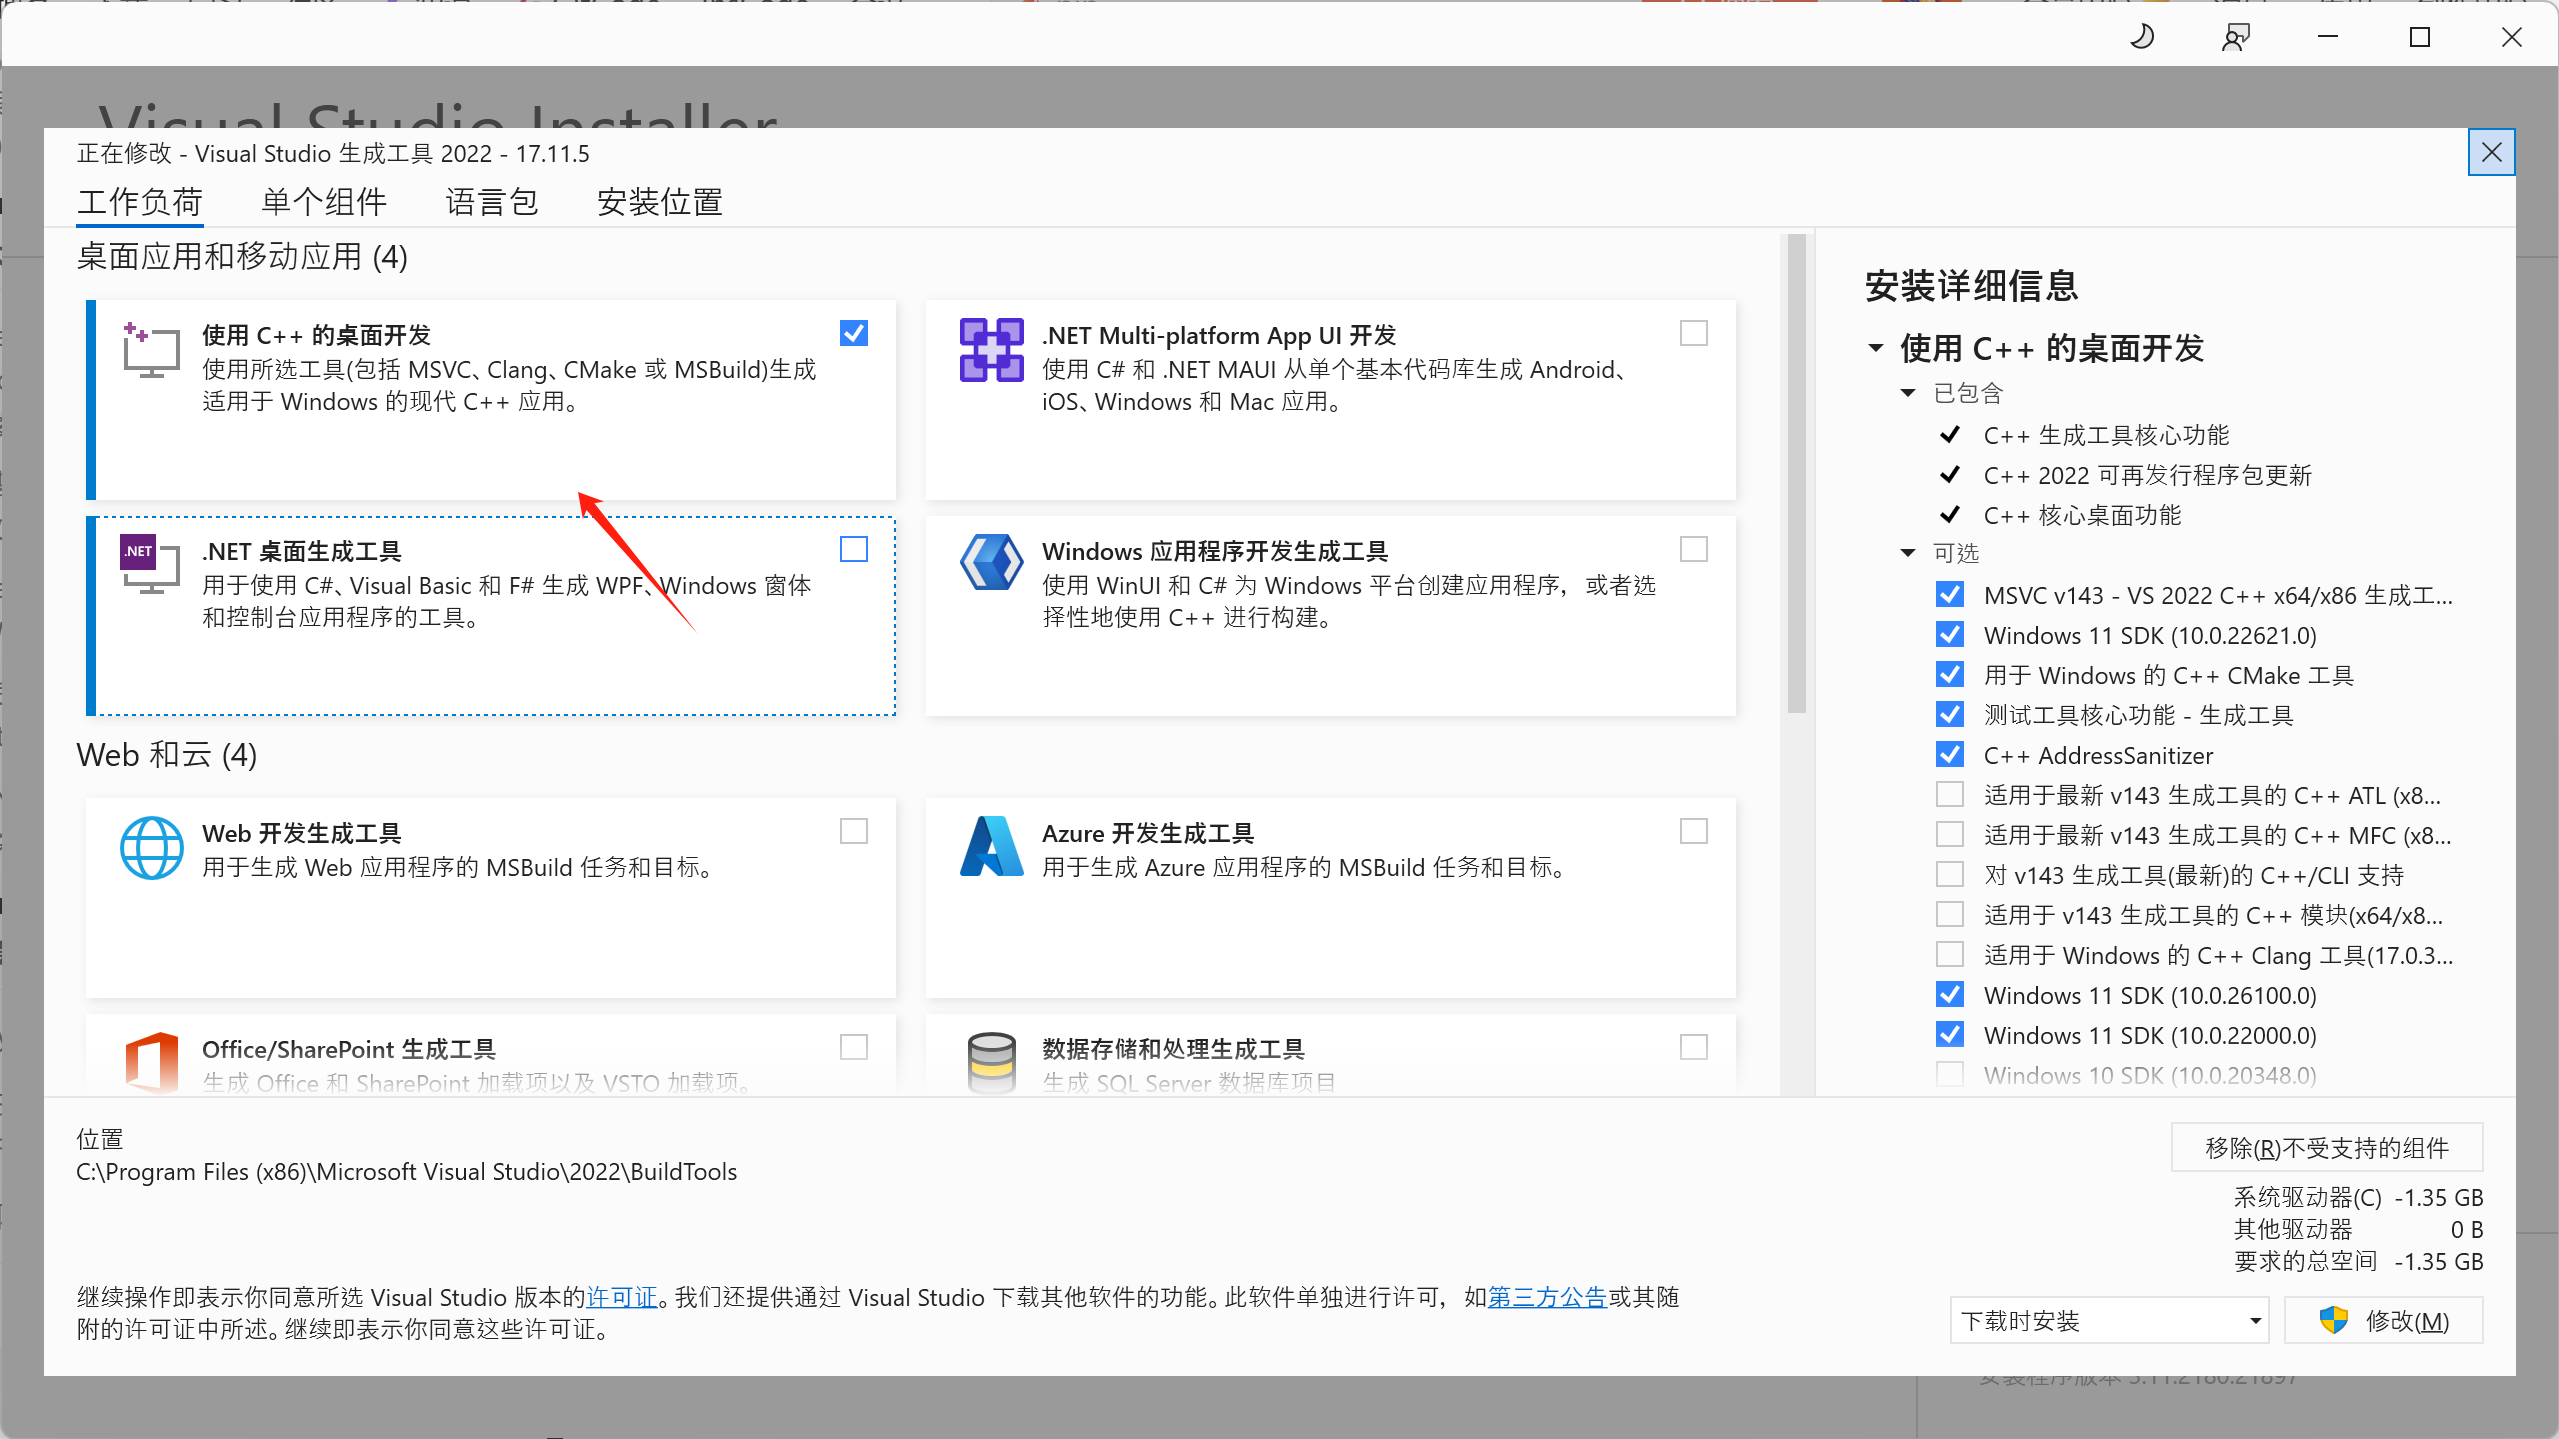 Visual Studio Installer
正在修改 - Visual Studio 生成工具 2022 - 17.11.5
工作负荷 单个组件 语言包 安装位置
桌面应用和移动应用 (4)
使用 C++ 的桌面开发
使用所选工具(包括 MSVC、Clang、CMake 或 MSBuild)生成
适用于 Windows 的现代 C++ 应用。
.NET Multi-platform App UI 开发
使用 C# 和 .NET MAUI 从单个基本代码库生成 Android、
iOS、Windows 和 Mac 应用。
.NET
.NET 桌面生成工具
用于使用 C#、Visual Basic 和 F# 生成 WPF、Windows 窗体
和控制台应用程序的工具。
Windows 应用程序开发生成工具
使用 WinUI 和 C# 为 Windows 平台创建应用程序，或者选
择性地使用 C++ 进行构建。
Web 和云 (4)
Web 开发生成工具
用于生成 Web 应用程序的 MSBuild 任务和目标。
Azure 开发生成工具
用于生成 Azure 应用程序的 MSBuild 任务和目标。
Office/SharePoint 生成工具
生成 Office 和 SharePoint 加载项以及 VSTO 加载项。
数据存储和处理生成工具
生成 SQL Server 数据库项目
安装详细信息
使用 C++ 的桌面开发
已包含
C++ 生成工具核心功能
C++ 2022 可再发行程序包更新
C++ 核心桌面功能
可选
MSVC v143 - VS 2022 C++ x64/x86 生成工...
Windows 11 SDK (10.0.22621.0)
用于 Windows 的 C++ CMake 工具
测试工具核心功能 - 生成工具
C++ AddressSanitizer
适用于最新 v143 生成工具的 C++ ATL (x8...
适用于最新 v143 生成工具的 C++ MFC (x8...
对 v143 生成工具(最新)的 C++/CLI 支持
适用于 v143 生成工具的 C++ 模块(x64/x8...
适用于 Windows 的 C++ Clang 工具(17.0.3...
Windows 11 SDK (10.0.26100.0)
Windows 11 SDK (10.0.22000.0)
Windows 10 SDK (10.0.20348.0)
位置
C:\Program Files (x86)\Microsoft Visual Studio\2022\BuildTools
移除(R)不受支持的组件
系统驱动器(C) -1.35 GB
其他驱动器 0 B
要求的总空间 -1.35 GB
继续操作即表示你同意所选 Visual Studio 版本的许可证。我们还提供通过 Visual Studio 下载其他软件的功能。此软件单独进行许可，如第三方公告或其随
附的许可证中所述。继续即表示你同意这些许可证。
下载时安装
修改(M)
安装程序版本 3.11.2180.21897